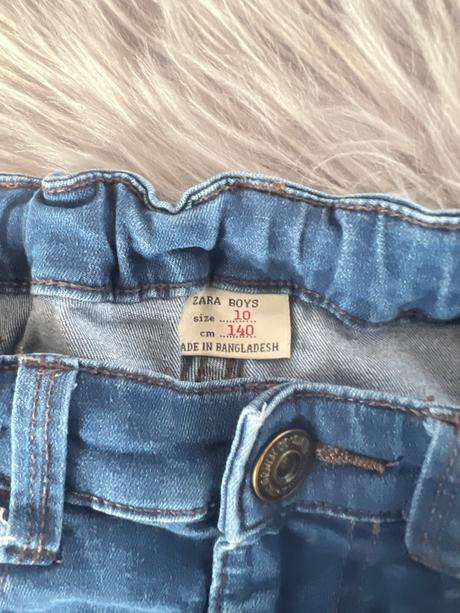 ZARA BOYS
size 10
cm 140
ADE IN BANGLADESH